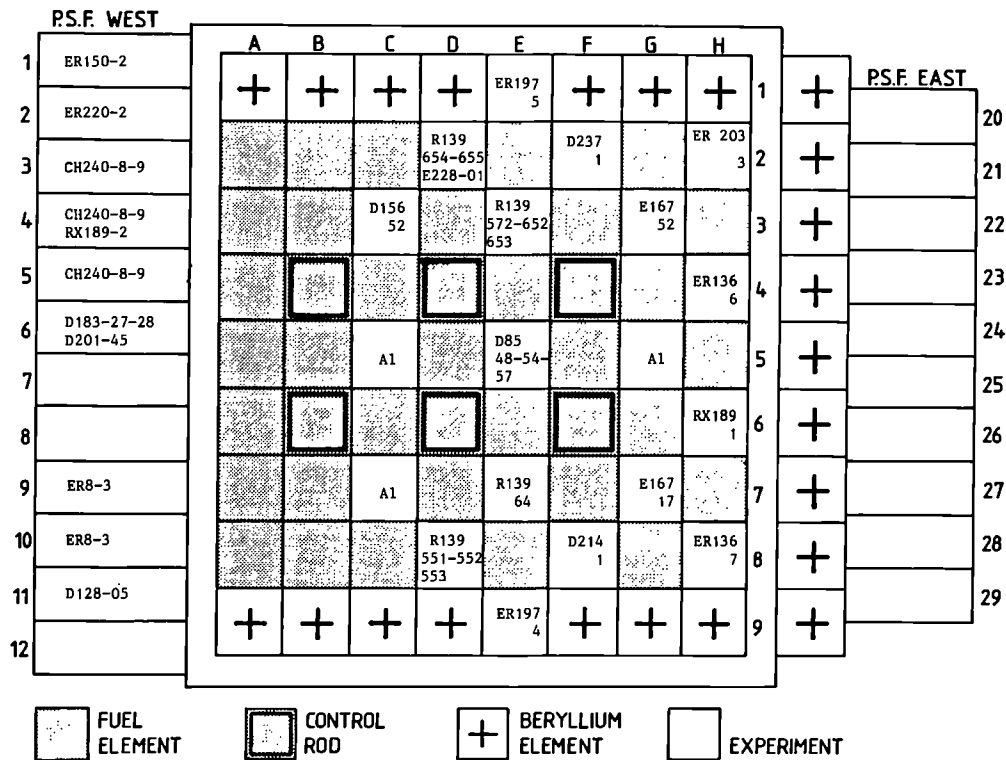 P.S.F. WEST
1 ER150-2
2 ER220-2
3 CH240-8-9
4 CH240-8-9
RX189-2
5 CH240-8-9
6 D183-27-28
D201-45
7
8
9 ER8-3
10 ER8-3
11 D128-05
12
A B C D E F G H
ER197
5
1
R139
654-655
E228-01
D237
1
ER 203
3
2
D156
52
R139
572-652
653
E167
52
3
ER136
6
4
A1
D85
48-54-
57
A1
5
RX189
1
6
A1
R139
64
E167
17
7
R139
551-552
553
D214
1
ER136
7
8
ER197
4
9
P.S.F. EAST
20
21
22
23
24
25
26
27
28
29
FUEL
ELEMENT
CONTROL
ROD
BERYLLIUM
ELEMENT
EXPERIMENT